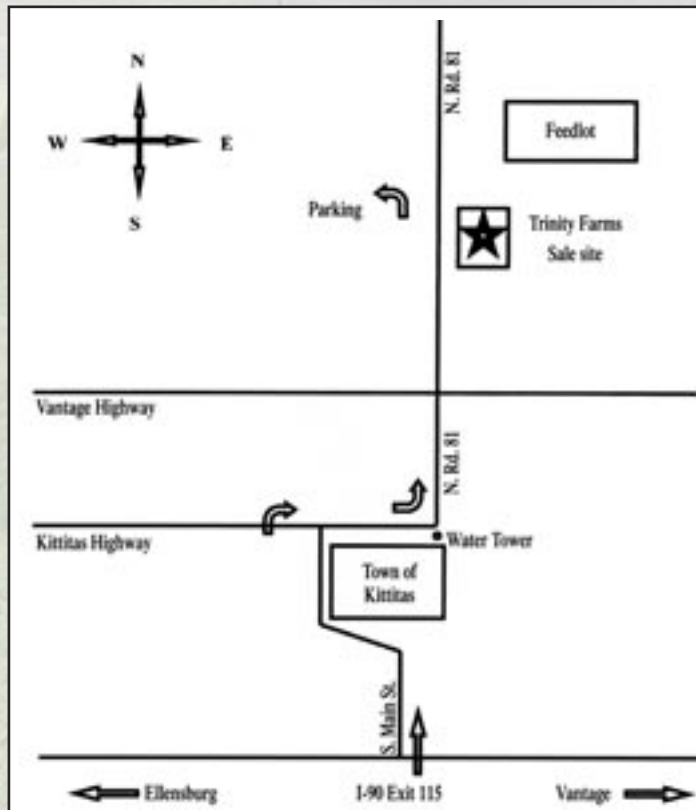 N
W E
S
N. Rd. 81
Feedlot
Parking
Trinity Farms
Sale site
Vantage Highway
N. Rd. 81
Kittitas Highway
Water Tower
Town of
Kittitas
S. Main St.
Ellensburg
I-90 Exit 115
Vantage